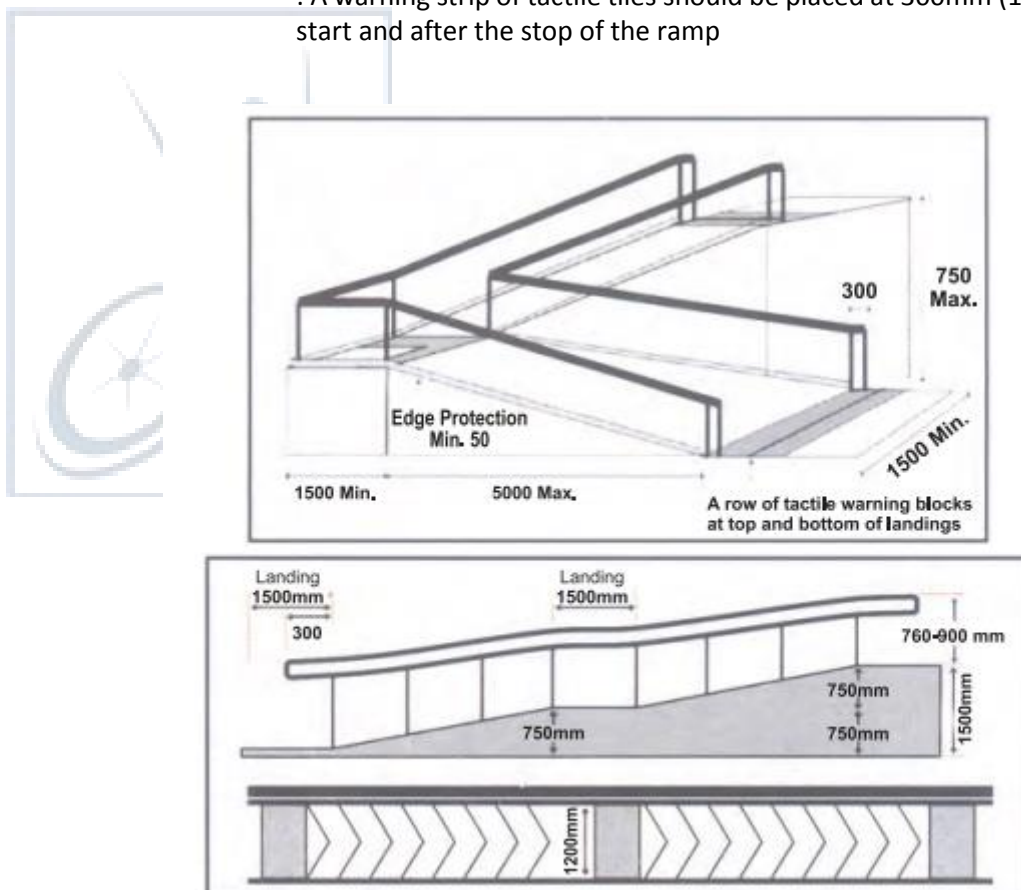 start and after the stop of the ramp
750
Max.
300
Edge Protection
Min. 50
1500 Min.
1500 Min.
5000 Max.
A row of tactile warning blocks
at top and bottom of landings
Landing
1500mm
Landing
1500mm
300
760-900 mm
750mm
750mm
750mm
1500mm
1200mm